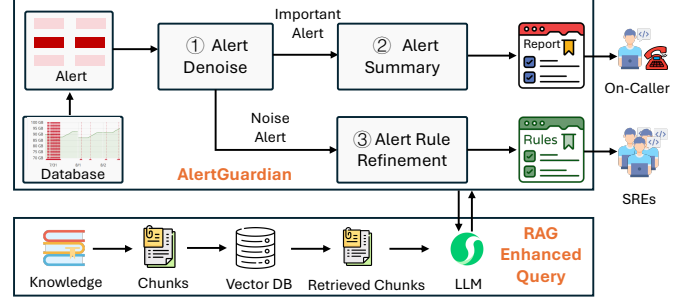 Alert
① Alert
Denoise
Important
Alert
② Alert
Summary
Report
On-Caller
Database
Noise
Alert
③ Alert Rule
Refinement
Rules
SREs
AlertGuardian
Knowledge
Chunks
Vector DB
Retrieved Chunks
LLM
RAG
Enhanced
Query